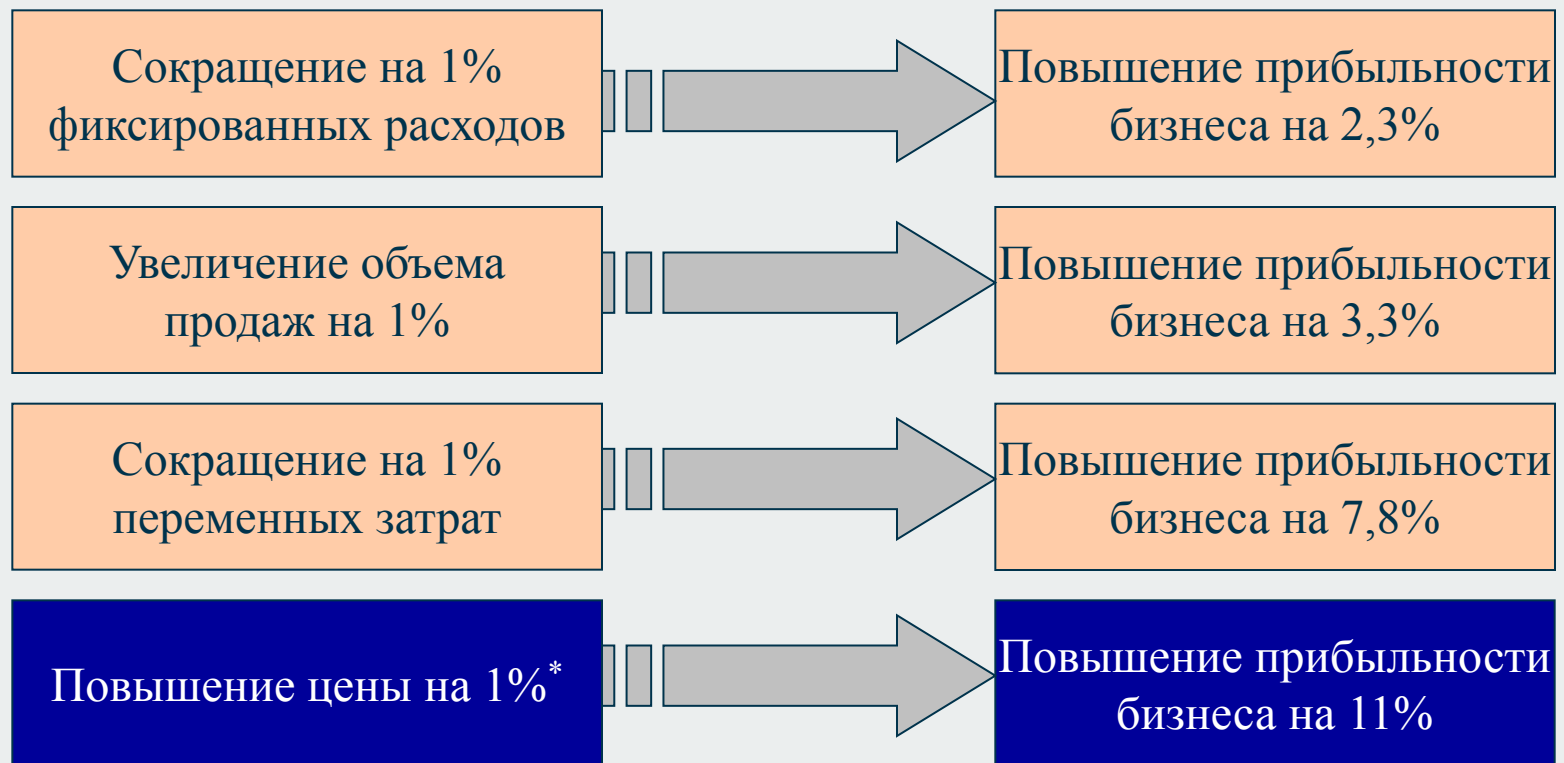 Сокращение на 1%
фиксированных расходов
Повышение прибыльности
бизнеса на 2,3%
Увеличение объема
продаж на 1%
Повышение прибыльности
бизнеса на 3,3%
Сокращение на 1%
переменных затрат
Повышение прибыльности
бизнеса на 7,8%
Повышение цены на 1%*
Повышение прибыльности
бизнеса на 11%